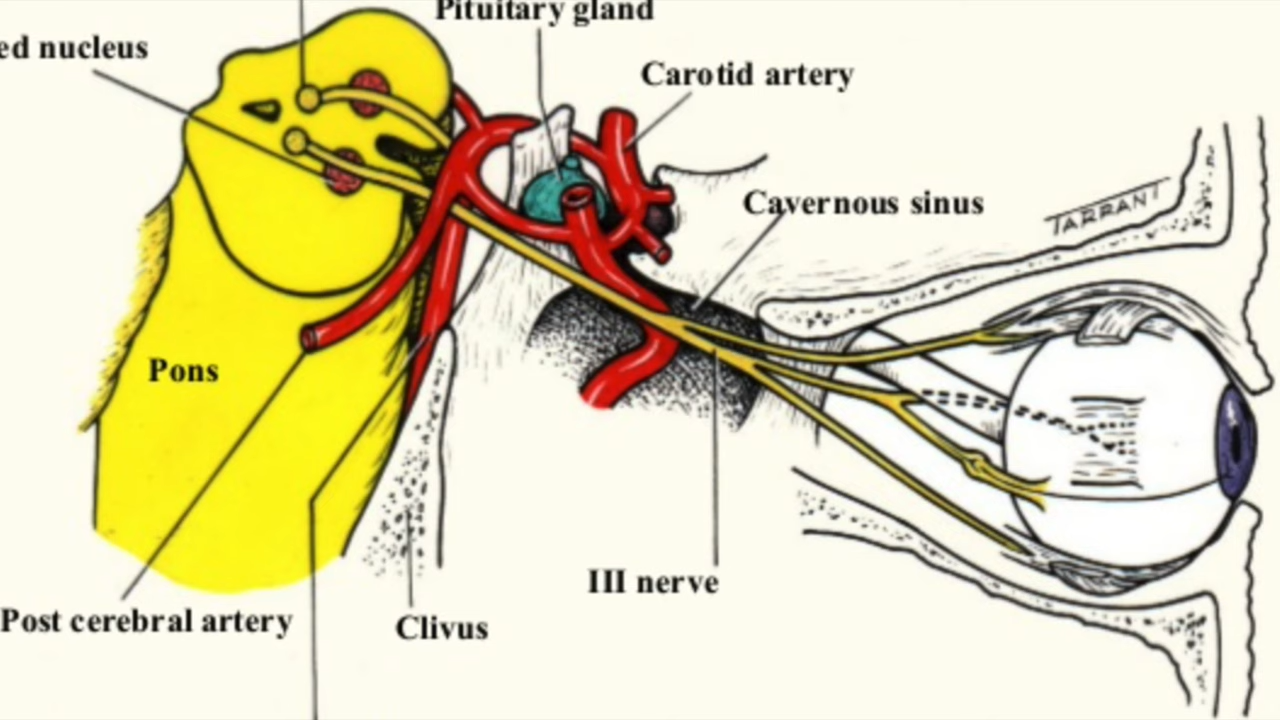 Pituitary gland
ed nucleus
Carotid artery
Cavernous sinus
TARRANT
Pons
III nerve
Post cerebral artery
Clivus